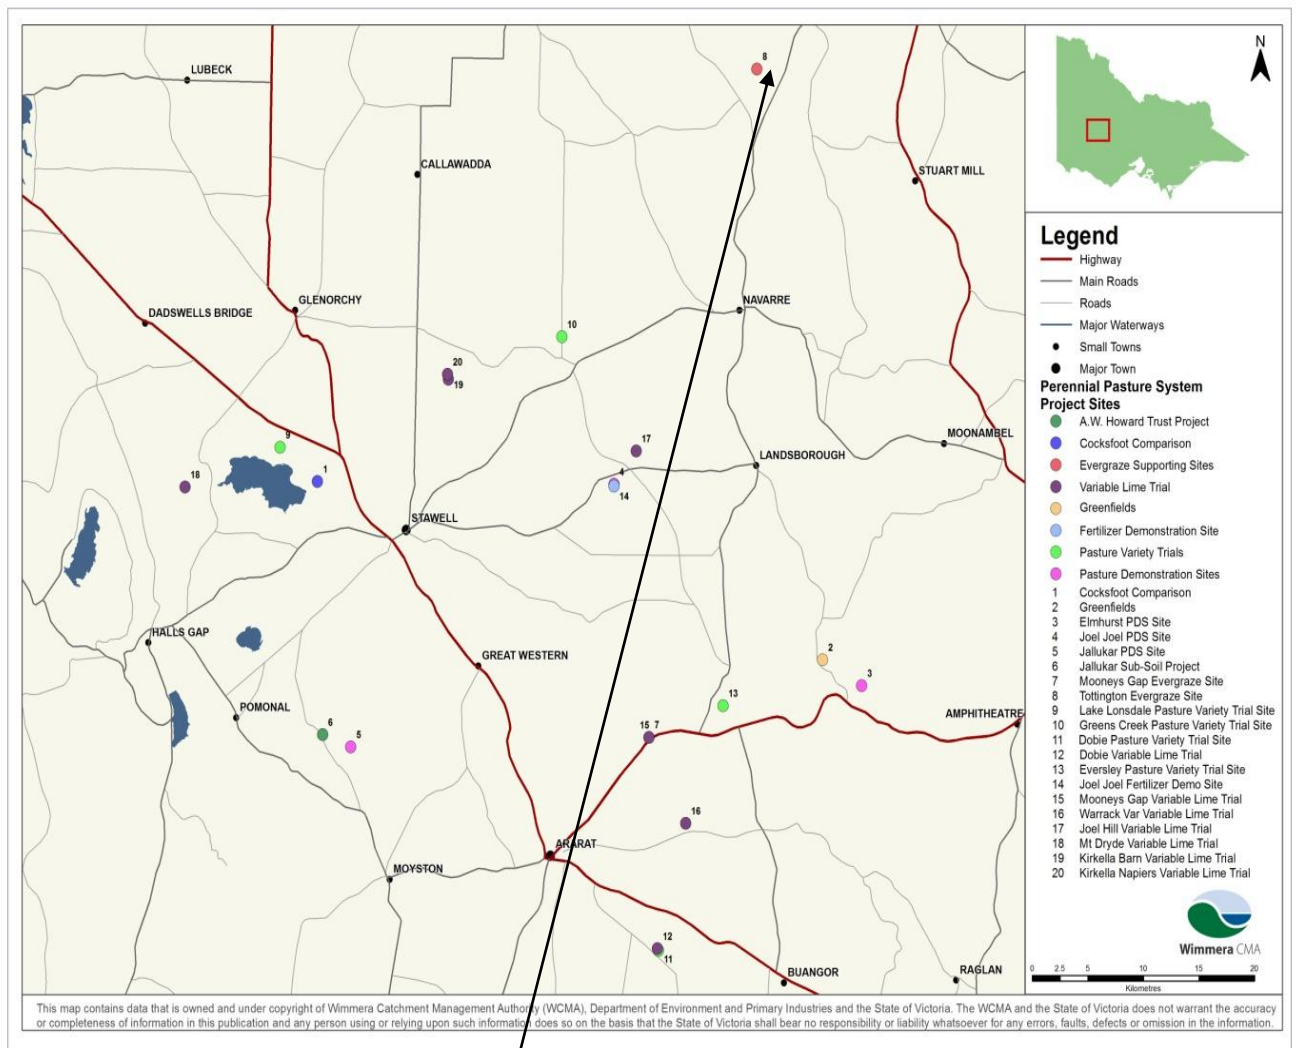 8
N
LUBECK
CALLAWADDA
STUART MILL
GLENORCHY
NAVARRE
DADSWELLS BRIDGE
10
20
19
MOONAMBEL
9
17
LANDSBOROUGH
1
4
18
14
STAWELL
HALLS GAP
GREAT WESTERN
2
3
POMONAL
13
AMPHITHEATRE
6
5
15 7
16
ARARAT
MOYSTON
12
11
BUANGOR
RAGLAN
Legend
Highway
Main Roads
Roads
Major Waterways
Small Towns
Major Town
Perennial Pasture System
Project Sites
A.W. Howard Trust Project
Cocksfoot Comparison
Evergraze Supporting Sites
Variable Lime Trial
Greenfields
Fertilizer Demonstration Site
Pasture Variety Trials
Pasture Demonstration Sites
1 Cocksfoot Comparison
2 Greenfields
3 Elmhurst PDS Site
4 Joel Joel PDS Site
5 Jallukar PDS Site
6 Jallukar Sub-Soil Project
7 Mooneys Gap Evergraze Site
8 Tottington Evergraze Site
9 Lake Lonsdale Pasture Variety Trial Site
10 Greens Creek Pasture Variety Trial Site
11 Dobie Pasture Variety Trial Site
12 Dobie Variable Lime Trial
13 Eversley Pasture Variety Trial Site
14 Joel Joel Fertilizer Demo Site
15 Mooneys Gap Variable Lime Trial
16 Warrack Var Variable Lime Trial
17 Joel Hill Variable Lime Trial
18 Mt Dryde Variable Lime Trial
19 Kirkella Barn Variable Lime Trial
20 Kirkella Napiers Variable Lime Trial
Wimmera CMA
0 2.5 5 10 15 20
Kilometres
This map contains data that is owned and under copyright of Wimmera Catchment Management Authority (WCMA), Department of Environment and Primary Industries and the State of Victoria. The WCMA and the State of Victoria does not warrant the accuracy
or completeness of information in this publication and any person using or relying upon such information does so on the basis that the State of Victoria shall bear no responsibility or liability whatsoever for any errors, faults, defects or omission in the information.